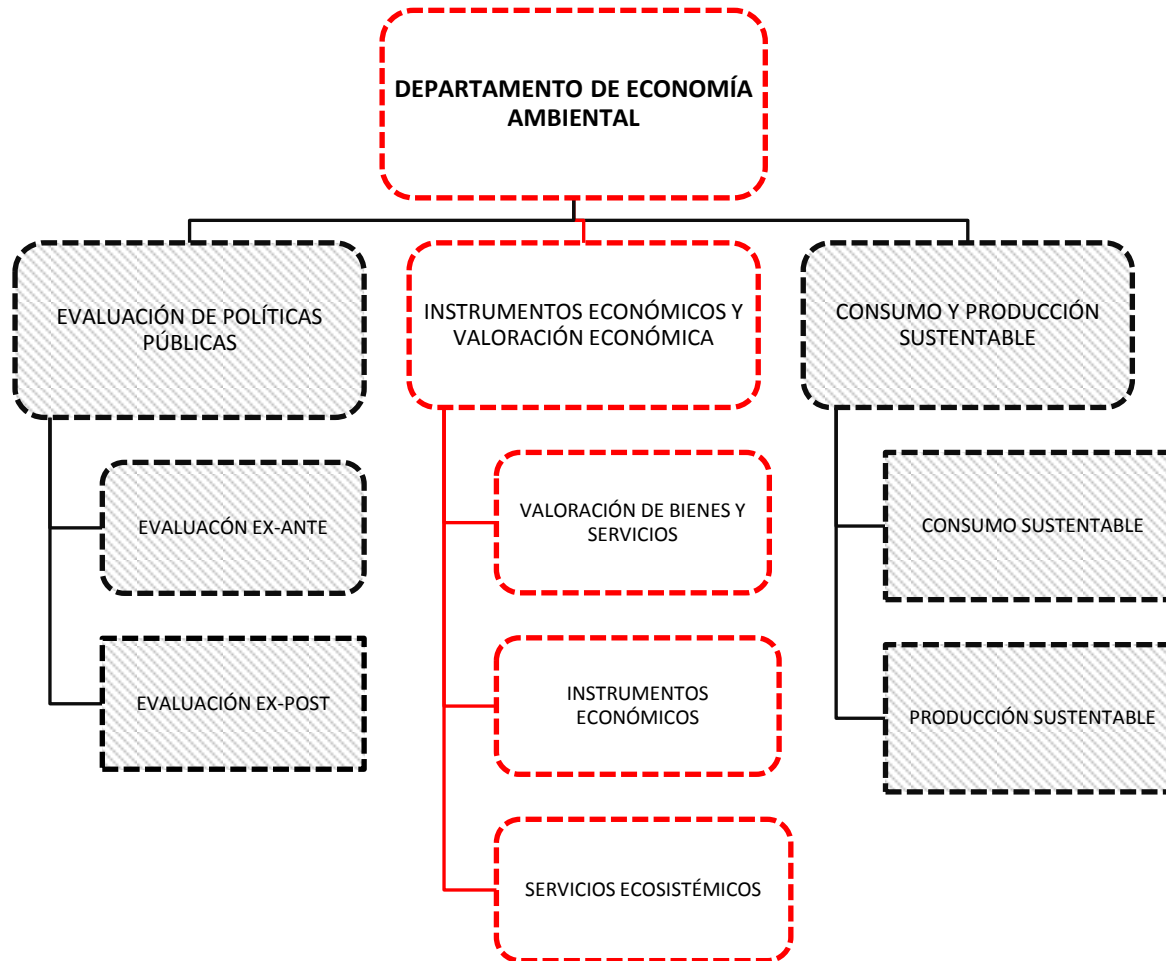 DEPARTAMENTO DE ECONOMÍA
AMBIENTAL
EVALUACIÓN DE POLÍTICAS
PÚBLICAS
INSTRUMENTOS ECONÓMICOS Y
VALORACIÓN ECONÓMICA
CONSUMO Y PRODUCCIÓN
SUSTENTABLE
EVALUACÓN EX-ANTE
EVALUACIÓN EX-POST
VALORACIÓN DE BIENES Y
SERVICIOS
INSTRUMENTOS
ECONÓMICOS
SERVICIOS ECOSISTÉMICOS
CONSUMO SUSTENTABLE
PRODUCCIÓN SUSTENTABLE